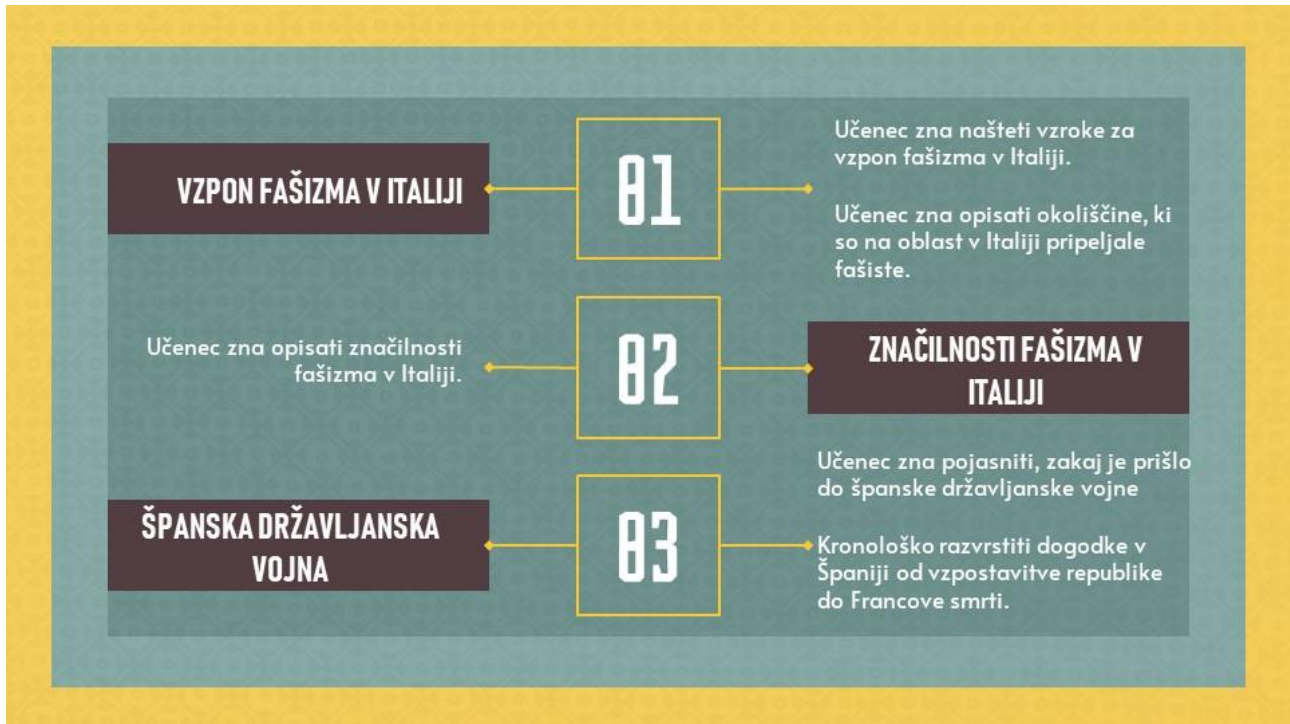 VZPON FAŠIZMA V ITALIJI
01
Učenec zna našteti vzroke za
vzpon fašizma v Italiji.
Učenec zna opisati okoliščine, ki
so na oblast v Italiji pripeljale
fašiste.
Učenec zna opisati značilnosti
fašizma v Italiji.
02
ZNAČILNOSTI FAŠIZMA V
ITALIJI
ŠPANSKA DRŽAVLJANSKA
VOJNA
03
Učenec zna pojasniti, zakaj je prišlo
do španske državljanske vojne
Kronološko razvrstiti dogodke v
Španiji od vzpostavitve republike
do Francove smrti.